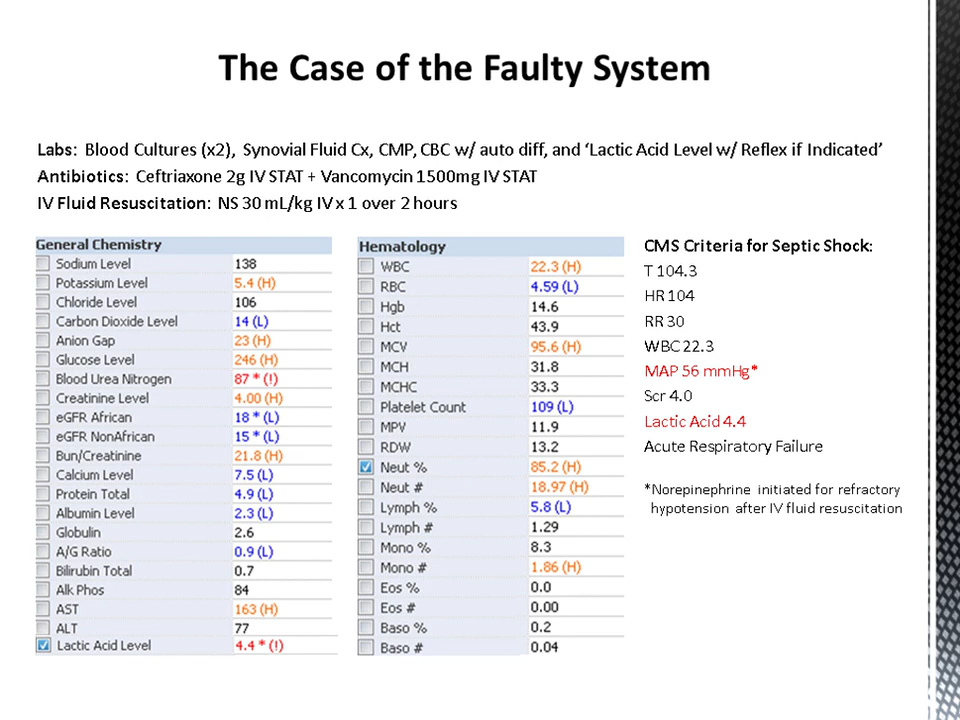 The Case of the Faulty System
Labs: Blood Cultures (x2), Synovial Fluid Cx, CMP, CBC w/ auto diff, and ‘Lactic Acid Level w/ Reflex if Indicated’
Antibiotics: Ceftriaxone 2g IV STAT + Vancomycin 1500mg IV STAT
IV Fluid Resuscitation: NS 30 mL/kg IV x 1 over 2 hours
General Chemistry
Sodium Level 138
Potassium Level 5.4 (H)
Chloride Level 106
Carbon Dioxide Level 14 (L)
Anion Gap 23 (H)
Glucose Level 246 (H)
Blood Urea Nitrogen 87 * (!)
Creatinine Level 4.00 (H)
eGFR African 18 * (L)
eGFR NonAfrican 15 * (L)
Bun/Creatinine 21.8 (H)
Calcium Level 7.5 (L)
Protein Total 4.9 (L)
Albumin Level 2.3 (L)
Globulin 2.6
A/G Ratio 0.9 (L)
Bilirubin Total 0.7
Alk Phos 84
AST 163 (H)
ALT 77
Lactic Acid Level 4.4 * (!)
Hematology
WBC 22.3 (H)
RBC 4.59 (L)
Hgb 14.6
Hct 43.9
MCV 95.6 (H)
MCH 31.8
MCHC 33.3
Platelet Count 109 (L)
MPV 11.9
RDW 13.2
Neut % 85.2 (H)
Neut # 18.97 (H)
Lymph % 5.8 (L)
Lymph # 1.29
Mono % 8.3
Mono # 1.86 (H)
Eos % 0.0
Eos # 0.00
Baso % 0.2
Baso # 0.04
CMS Criteria for Septic Shock:
T 104.3
HR 104
RR 30
WBC 22.3
MAP 56 mmHg*
Scr 4.0
Lactic Acid 4.4
Acute Respiratory Failure
*Norepinephrine initiated for refractory
hypotension after IV fluid resuscitation